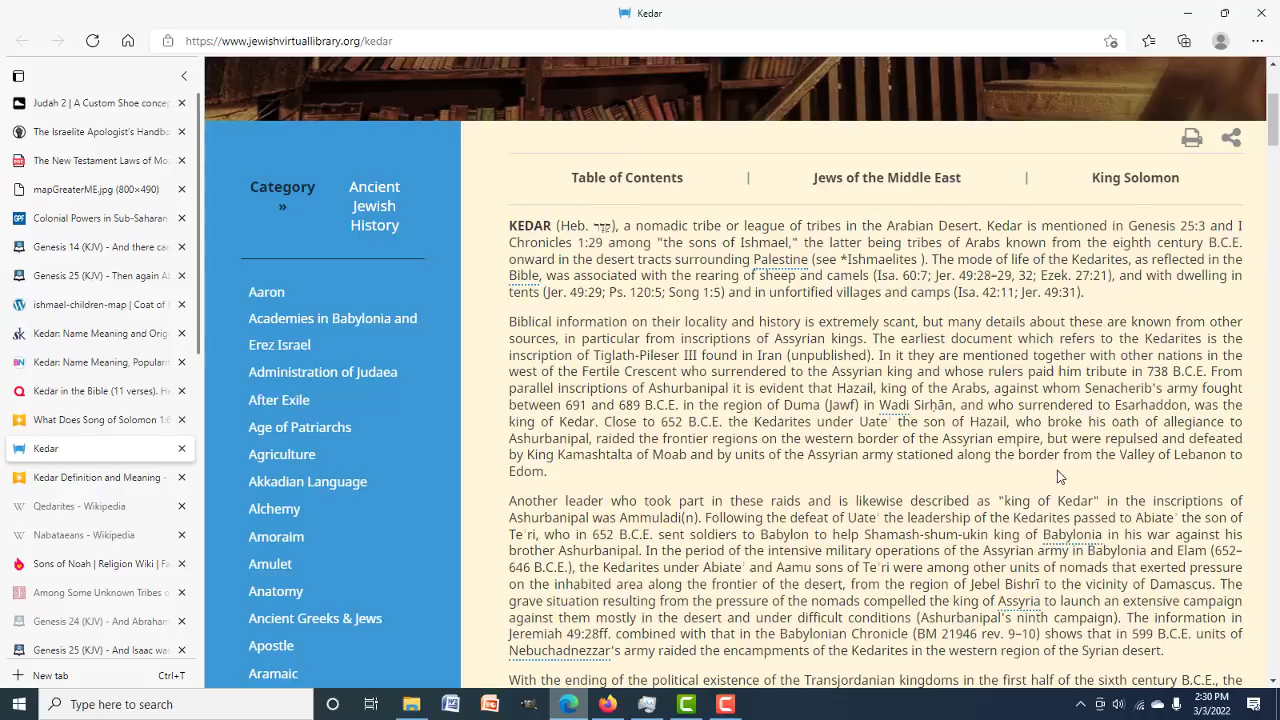 Kedar
https://www.jewishvirtuallibrary.org/kedar
Judah 2 | A Custom Shoe concep
The Israelite Apologist's Handbo
The New Testament Laws of Mos
mapGreaterMEjpg (800×490)
Colonial Powers in Sub-Saharan
Genesis 14 (KJV) - And there cam
Genesis 25 (KJV) - Then again Ab
ishmael-children-map | Coat of I
Kedar: Meaning and Origi
Kedar: Name Meaning, Popularit
Kedar in the Bible (11 verses). He
What Does Song of Solomon 1:6
Kedar
Kedar Definition and Meaning -
Qedarites - Wikipedia
Nabataeans - Wikipedia
Sons of Noah | Religion Wiki | Fa
Among Some Unknown Tribes o
Genesis 24 (KJV) - And Abraham
Genesis 25 (KJV) - And Isaac was
New tab
Ctrl+T
Category
»
Ancient
Jewish
History
Aaron
Academies in Babylonia and
Erez Israel
Administration of Judaea
After Exile
Age of Patriarchs
Agriculture
Akkadian Language
Alchemy
Amoraim
Amulet
Anatomy
Ancient Greeks & Jews
Apostle
Aramaic
Table of Contents | Jews of the Middle East | King Solomon
KEDAR (Heb. קֵדָר), a nomadic tribe or league of tribes in the Arabian Desert. Kedar is mentioned in Genesis 25:3 and I
Chronicles 1:29 among "the sons of Ishmael," the latter being tribes of Arabs known from the eighth century B.C.E.
onward in the desert tracts surrounding Palestine (see *Ishmaelites ). The mode of life of the Kedarites, as reflected in the
Bible, was associated with the rearing of sheep and camels (Isa. 60:7; Jer. 49:28–29, 32; Ezek. 27:21), and with dwelling in
tents (Jer. 49:29; Ps. 120:5; Song 1:5) and in unfortified villages and camps (Isa. 42:11; Jer. 49:31).
Biblical information on their locality and history is extremely scant, but many details about these are known from other
sources, in particular from inscriptions of Assyrian kings. The earliest document which refers to the Kedarites is the
inscription of Tiglath-Pileser III found in Iran (unpublished). In it they are mentioned together with other nations in the
west of the Fertile Crescent who surrendered to the Assyrian king and whose rulers paid him tribute in 738 B.C.E. From
parallel inscriptions of Ashurbanipal it is evident that Hazail, king of the Arabs, against whom Senacherib's army fought
between 691 and 689 B.C.E. in the region of Duma (Jawf) in Wadi Sirḥān, and who surrendered to Esarhaddon, was the
king of Kedar. Close to 652 B.C.E. the Kedarites under Uateʾ the son of Hazail, who broke his oath of allegiance to
Ashurbanipal, raided the frontier regions on the western border of the Assyrian empire, but were repulsed and defeated
by King Kamashtalta of Moab and by units of the Assyrian army stationed along the border from the Valley of Lebanon to
Edom.
Another leader who took part in these raids and is likewise described as "king of Kedar" in the inscriptions of
Ashurbanipal was Ammuladi(n). Following the defeat of Uateʾ the leadership of the Kedarites passed to Abiateʾ the son of
Teʾri, who in 652 B.C.E. sent soldiers to Babylon to help Shamash-shum-ukin king of Babylonia in his war against his
brother Ashurbanipal. In the period of the intensive military operations of the Assyrian army in Babylonia and Elam (652–
646 B.C.E.), the Kedarites under Abiateʾ and Aamu sons of Teʾri were among other units of nomads that exerted pressure
on the inhabited area along the frontier of the desert, from the region of Jebel Bishrī to the vicinity of Damascus. The
grave situation resulting from the pressure of the nomads compelled the king of Assyria to launch an extensive campaign
against them mostly in the desert and under difficult conditions (Ashurbanipal's ninth campaign). The information in
Jeremiah 49:28ff. combined with that in the Babylonian Chronicle (BM 21946 rev. 9–10) shows that in 599 B.C.E. units of
Nebuchadnezzar's army raided the encampments of the Kedarites in the western region of the Syrian desert.
With the ending of the political existence of the Transjordanian kingdoms in the first half of the sixth century B.C.E., the
Type here to search
2:30 PM
3/3/2022